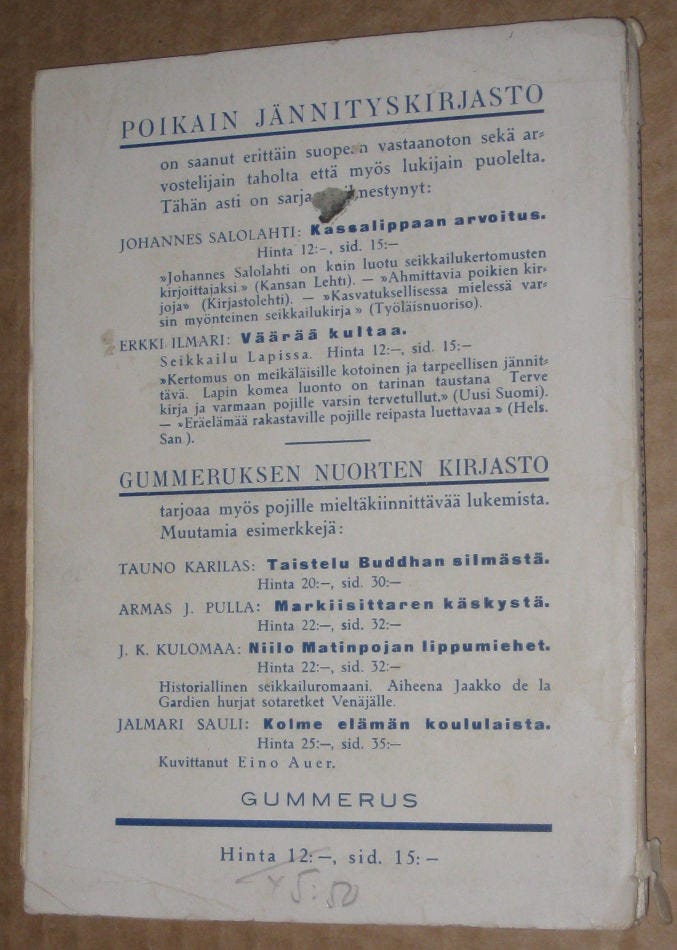 POIKAIN JÄNNITYSKIRJASTO
on saanut erittäin suopean vastaanoton sekä ar-
vostelijain taholta että myös lukijain puolelta.
Tähän asti on sarja ilmestynyt:
JOHANNES SALOLAHTI: Kassalippaan arvoitus.
Hinta 12:-, sid. 15:—
»Johannes Salolahti on kuin luotu seikkailukertomusten
kirjoittajaksi.» (Kansan Lehti). — »Ahmittavia poikien kir-
joja» (Kirjastolehti). — »Kasvatuksellisessa mielessä var-
sin myönteinen seikkailukirja» (Työläisnuoriso).
ERKKI ILMARI: Väärää kultaa.
Seikkailu Lapissa. Hinta 12:—, sid. 15:—
»Kertomus on meikäläisille kotoinen ja tarpeellisen jännit-
tävä. Lapin komea luonto on tarinan taustana Terve
kirja ja varmaan pojille varsin tervetullut.» (Uusi Suomi).
— »Eräelämää rakastaville pojille reipasta luettavaa» (Hels.
San.).
GUMMERUKSEN NUORTEN KIRJASTO
tarjoaa myös pojille mieltäkiinnittävää lukemista.
Muutamia esimerkkejä:
TAUNO KARILAS: Taistelu Buddhan silmästä.
Hinta 20:—, sid. 30:—
ARMAS J. PULLA: Markiisittaren käskystä.
Hinta 22:—, sid. 32:—
J. K. KULOMAA: Niilo Matinpojan lippumiehet.
Hinta 22:—, sid. 32:—
Historiallinen seikkailuromaani. Aiheena Jaakko de la
Gardien hurjat sotaretket Venäjälle.
JALMARI SAULI: Kolme elämän koululaista.
Hinta 25:—, sid. 35:—
Kuvittanut Eino Auer.
GUMMERUS
Hinta 12:—, sid. 15:—